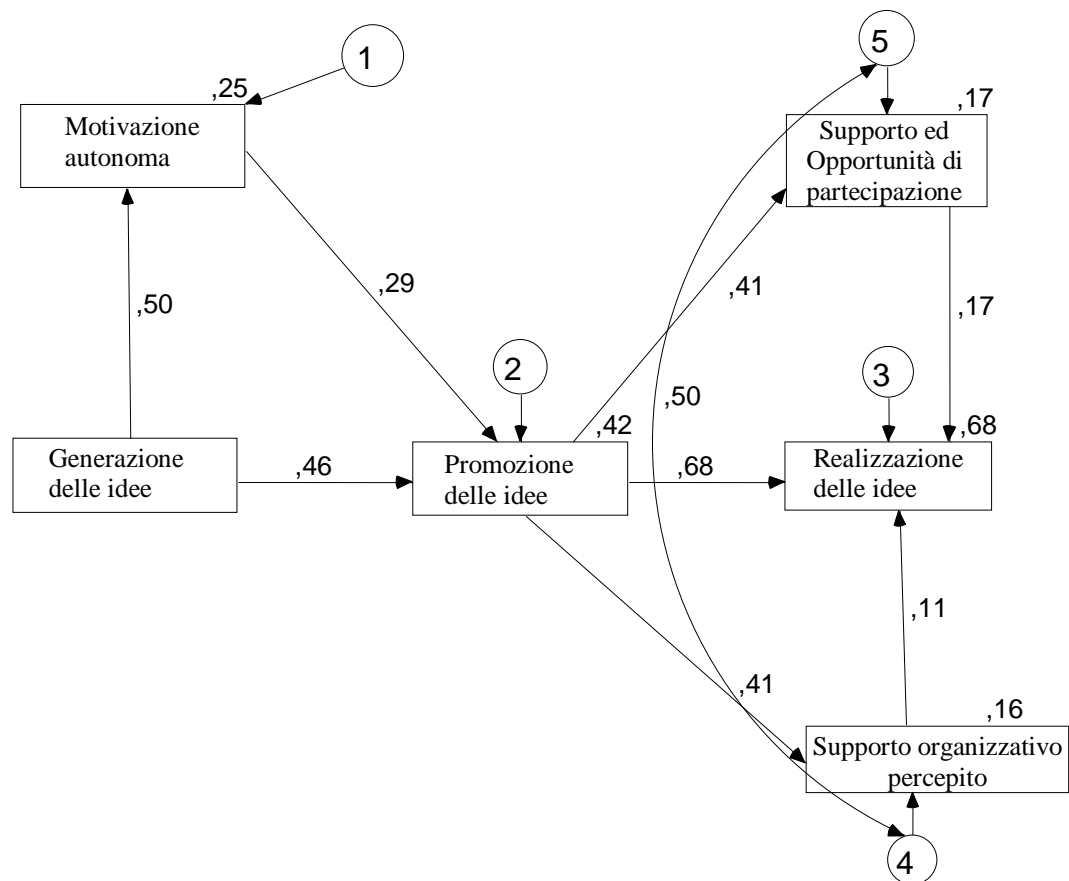 1
5
,25
,17
Motivazione
autonoma
Supporto ed
Opportunità di
partecipazione
,29
,41
,50
,17
2
3
,50
,42
,68
Generazione
delle idee
,46
Promozione
delle idee
,68
Realizzazione
delle idee
,11
,41
,16
Supporto organizzativo
percepito
4